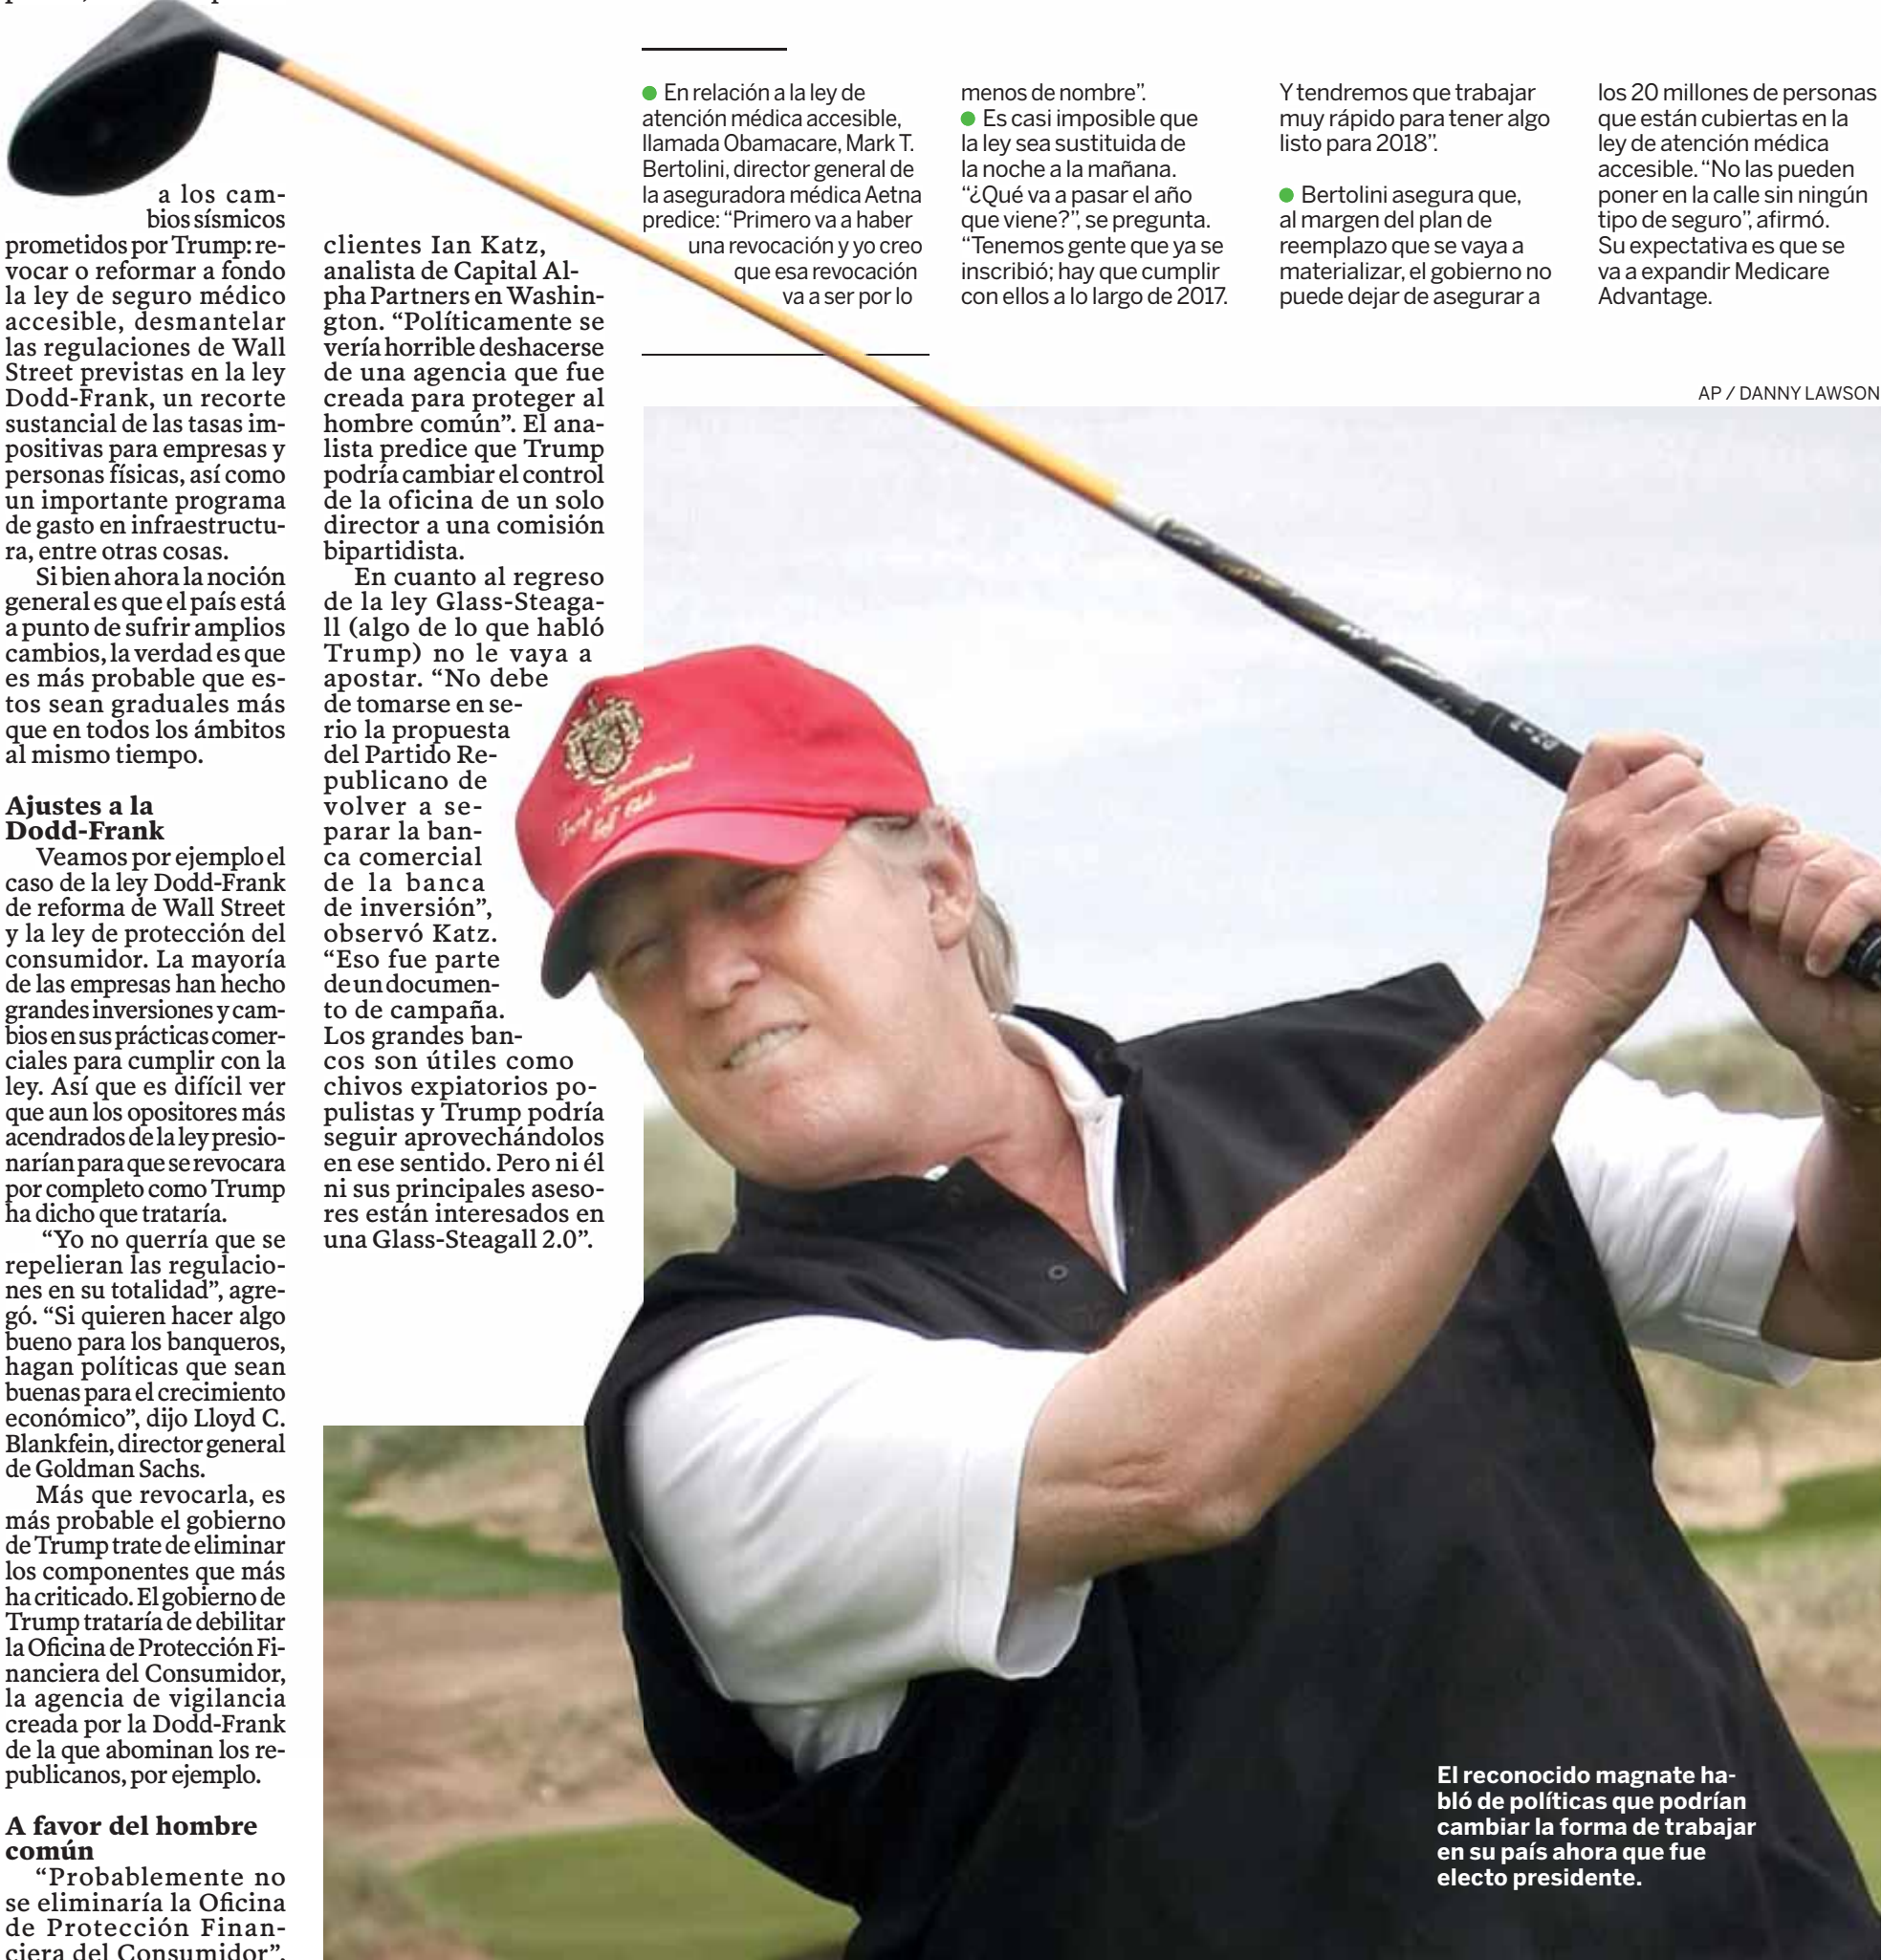 a los cam-
bios sísmicos
prometidos por Trump: re-
vocar o reformar a fondo
la ley de seguro médico
accesible, desmantelar
las regulaciones de Wall
Street previstas en la ley
Dodd-Frank, un recorte
sustancial de las tasas im-
positivas para empresas y
personas físicas, así como
un importante programa
de gasto en infraestructu-
ra, entre otras cosas.
Si bien ahora la noción
general es que el país está
a punto de sufrir amplios
cambios, la verdad es que
es más probable que es-
tos sean graduales más
que en todos los ámbitos
al mismo tiempo.
Ajustes a la
Dodd-Frank
Veamos por ejemplo el
caso de la ley Dodd-Frank
de reforma de Wall Street
y la ley de protección del
consumidor. La mayoría
de las empresas han hecho
grandes inversiones y cam-
bios en sus prácticas comer-
ciales para cumplir con la
ley. Así que es difícil ver
que aun los opositores más
acendrados de la ley presio-
narían para que se revocara
por completo como Trump
ha dicho que trataría.
“Yo no querría que se
repelieran las regulacio-
nes en su totalidad”, agre-
gó. “Si quieren hacer algo
bueno para los banqueros,
hagan políticas que sean
buenas para el crecimiento
económico”, dijo Lloyd C.
Blankfein, director general
de Goldman Sachs.
Más que revocarla, es
más probable el gobierno
de Trump trate de eliminar
los componentes que más
ha criticado. El gobierno de
Trump trataría de debilitar
la Oficina de Protección Fi-
nanciera del Consumidor,
la agencia de vigilancia
creada por la Dodd-Frank
de la que abominan los re-
publicanos, por ejemplo.
A favor del hombre
común
“Probablemente no
se eliminaría la Oficina
de Protección Finan-
ciera del Consumidor”,
clientes Ian Katz,
analista de Capital Al-
pha Partners en Washin-
gton. “Políticamente se
vería horrible deshacerse
de una agencia que fue
creada para proteger al
hombre común”. El ana-
lista predice que Trump
podría cambiar el control
de la oficina de un solo
director a una comisión
bipartidista.
En cuanto al regreso
de la ley Glass-Steaga-
ll (algo de lo que habló
Trump) no le vaya a
apostar. “No debe
de tomarse en se-
rio la propuesta
del Partido Re-
publicano de
volver a se-
parar la ban-
ca comercial
de la banca
de inversión”,
observó Katz.
“Eso fue parte
de un documen-
to de campaña.
Los grandes ban-
cos son útiles como
chivos expiatorios po-
pulistas y Trump podría
seguir aprovechándolos
en ese sentido. Pero ni él
ni sus principales aseso-
res están interesados en
una Glass-Steagall 2.0”.
● En relación a la ley de
atención médica accesible,
llamada Obamacare, Mark T.
Bertolini, director general de
la aseguradora médica Aetna
predice: “Primero va a haber
una revocación y yo creo
que esa revocación
va a ser por lo
menos de nombre”.
● Es casi imposible que
la ley sea sustituida de
la noche a la mañana.
“¿Qué va a pasar el año
que viene?”, se pregunta.
“Tenemos gente que ya se
inscribió; hay que cumplir
con ellos a lo largo de 2017.
Y tendremos que trabajar
muy rápido para tener algo
listo para 2018”.
● Bertolini asegura que,
al margen del plan de
reemplazo que se vaya a
materializar, el gobierno no
puede dejar de asegurar a
los 20 millones de personas
que están cubiertas en la
ley de atención médica
accesible. “No las pueden
poner en la calle sin ningún
tipo de seguro”, afirmó.
Su expectativa es que se
va a expandir Medicare
Advantage.
AP / DANNY LAWSON
Trump International
Golf Club
El reconocido magnate ha-
bló de políticas que podrían
cambiar la forma de trabajar
en su país ahora que fue
electo presidente.